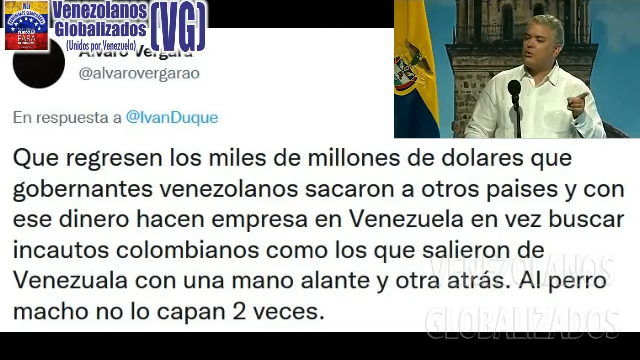 Venezolanos
Globalizados
(Unidos por Venezuela)
(VG)
Alvaro Vergara
@alvarovergarao
En respuesta a @IvanDuque
Que regresen los miles de millones de dolares que
gobernantes venezolanos sacaron a otros paises y con
ese dinero hacen empresa en Venezuela en vez buscar
incautos colombianos como los que salieron de
Venezuala con una mano alante y otra atrás. Al perro
macho no lo capan 2 veces.
VENEZOLANOS
GLOBALIZADOS